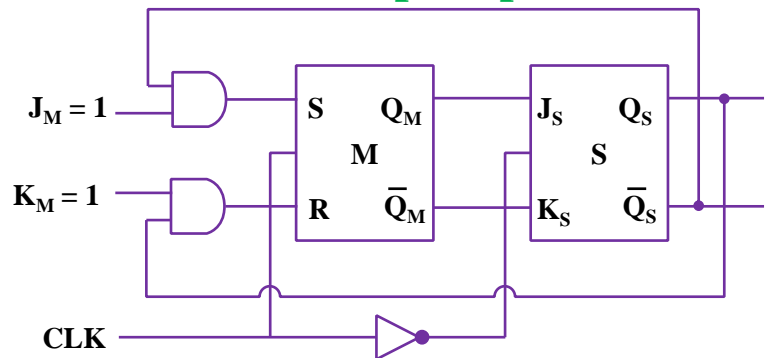 J_M = 1
K_M = 1
CLK
S Q_M
M
R Q̅_M
J_S Q_S
S
K_S Q̅_S